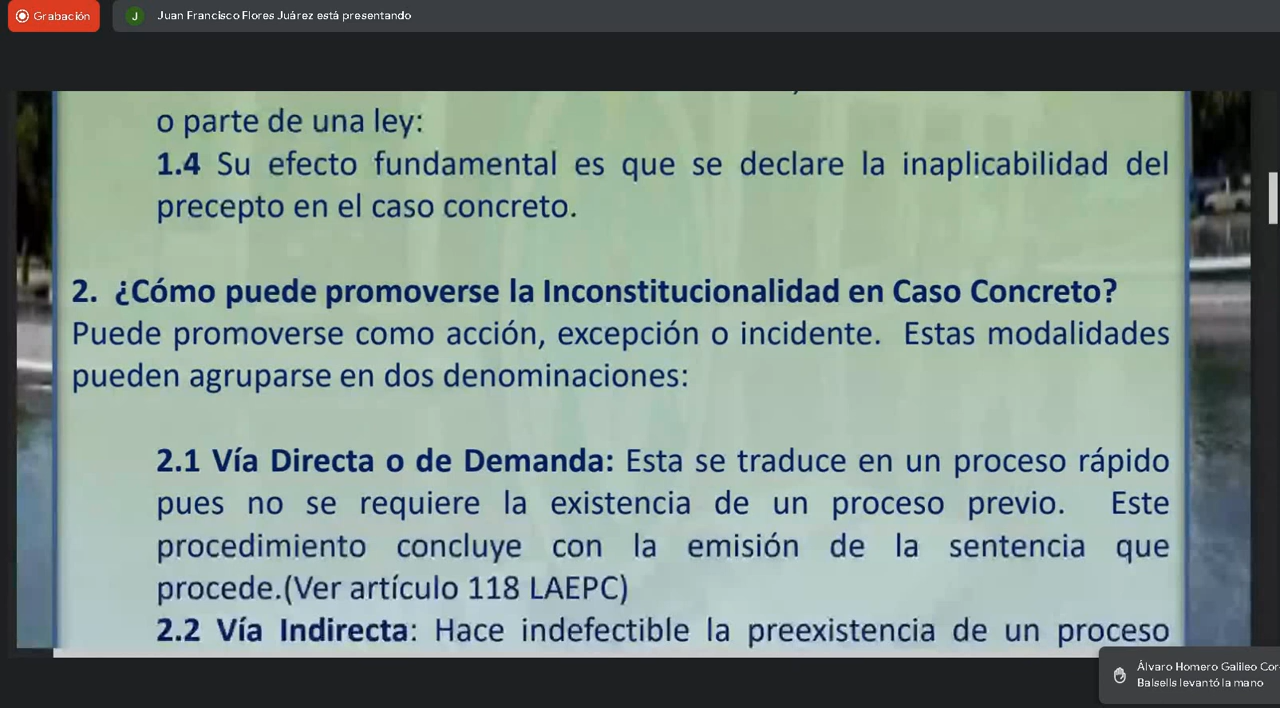 Grabación
J
Juan Francisco Flores Juárez está presentando
o parte de una ley:
1.4 Su efecto fundamental es que se declare la inaplicabilidad del
precepto en el caso concreto.
2. ¿Cómo puede promoverse la Inconstitucionalidad en Caso Concreto?
Puede promoverse como acción, excepción o incidente. Estas modalidades
pueden agruparse en dos denominaciones:
2.1 Vía Directa o de Demanda: Esta se traduce en un proceso rápido
pues no se requiere la existencia de un proceso previo. Este
procedimiento concluye con la emisión de la sentencia que
procede.(Ver artículo 118 LAEPC)
2.2 Vía Indirecta: Hace indefectible la preexistencia de un proceso
Álvaro Homero Galileo Cor
Balsells levantó la mano